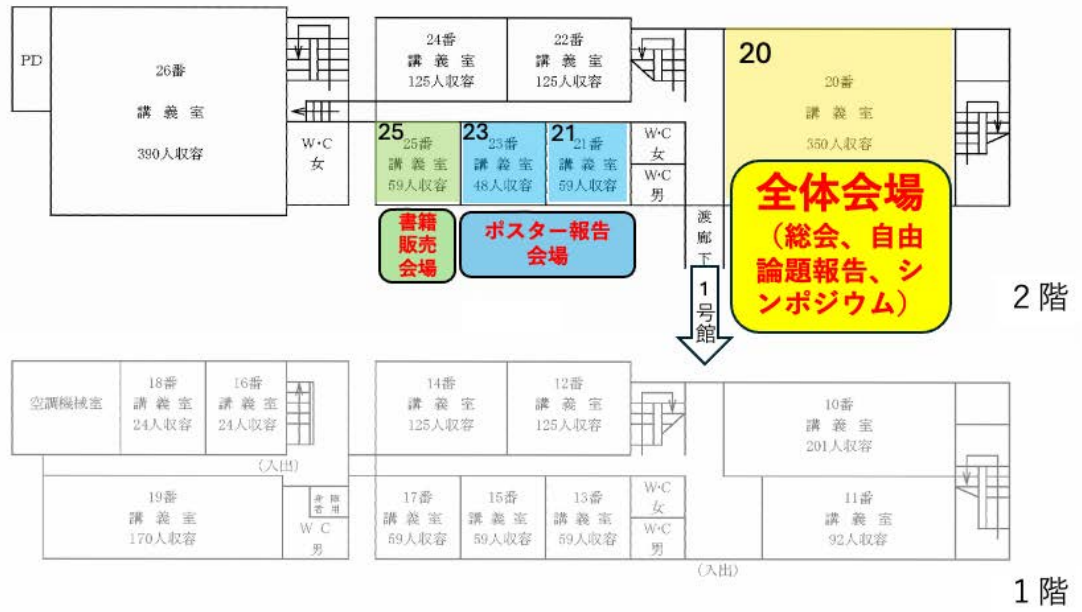 PD
26番
講義室
390人収容
W・C
女
24番
講義室
125人収容
22番
講義室
125人収容
25
25番
講義室
59人収容
23
23番
講義室
48人収容
21
21番
講義室
59人収容
W・C
女
W・C
男
20
20番
講義室
350人収容
書籍
販売
会場
ポスター報告
会場
渡廊下
1号館
全体会場
（総会、自由
論題報告、シ
ンポジウム）
2階
空調機械室
18番
講義室
24人収容
16番
講義室
24人収容
(入出)
14番
講義室
125人収容
12番
講義室
125人収容
10番
講義室
201人収容
19番
講義室
170人収容
W C
男
17番
講義室
59人収容
15番
講義室
59人収容
13番
講義室
59人収容
W・C
女
W・C
男
11番
講義室
92人収容
(入出)
1階